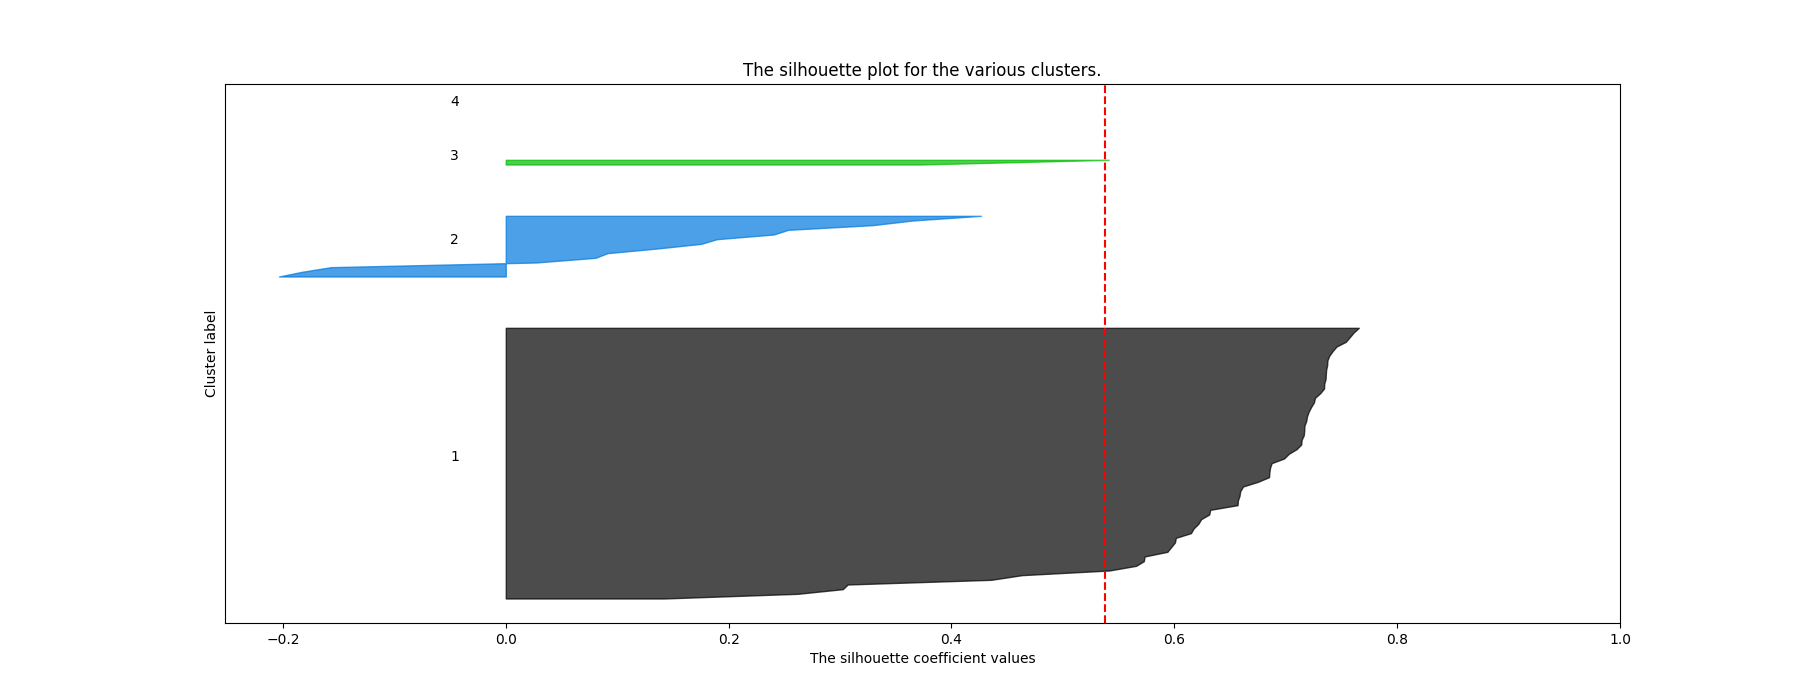 The silhouette plot for the various clusters.
4
3
2
1
Cluster label
−0.2 0.0 0.2 0.4 0.6 0.8 1.0
The silhouette coefficient values